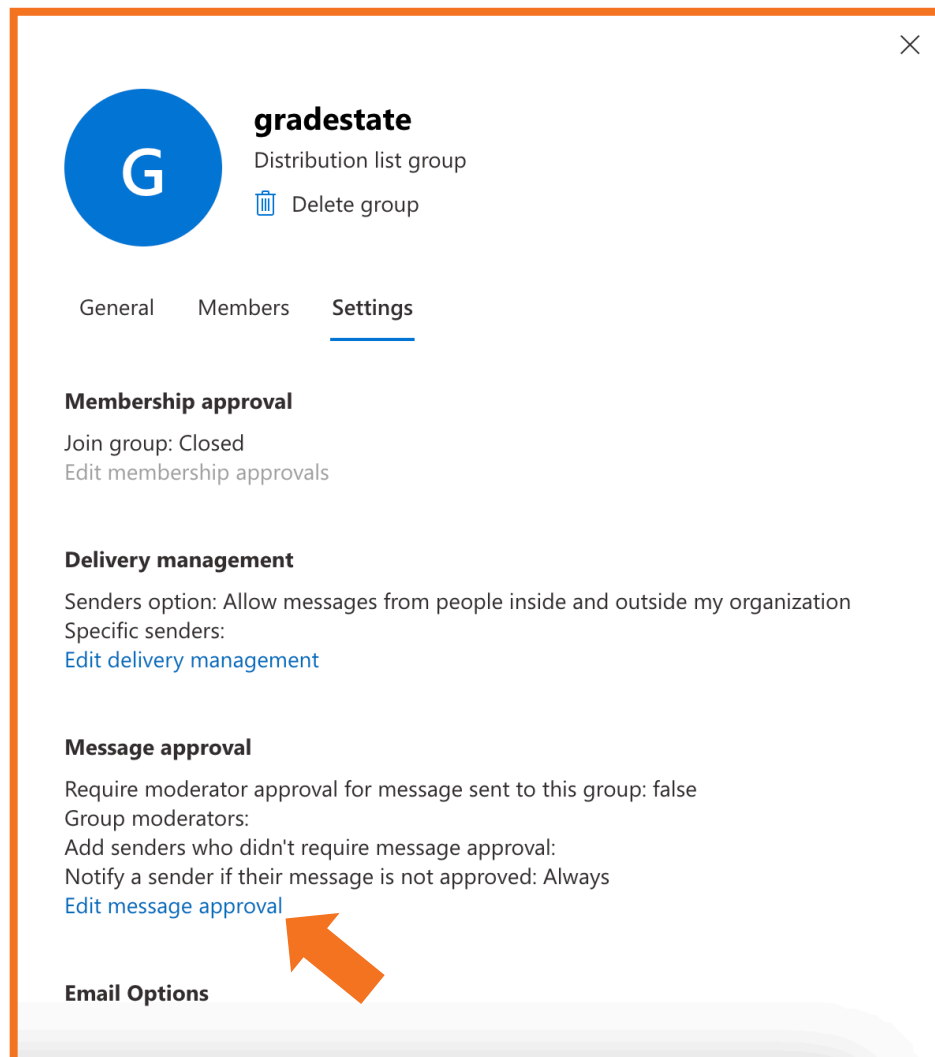 G
gradestate
Distribution list group
Delete group
General Members Settings
Membership approval
Join group: Closed
Edit membership approvals
Delivery management
Senders option: Allow messages from people inside and outside my organization
Specific senders:
Edit delivery management
Message approval
Require moderator approval for message sent to this group: false
Group moderators:
Add senders who didn't require message approval:
Notify a sender if their message is not approved: Always
Edit message approval
Email Options